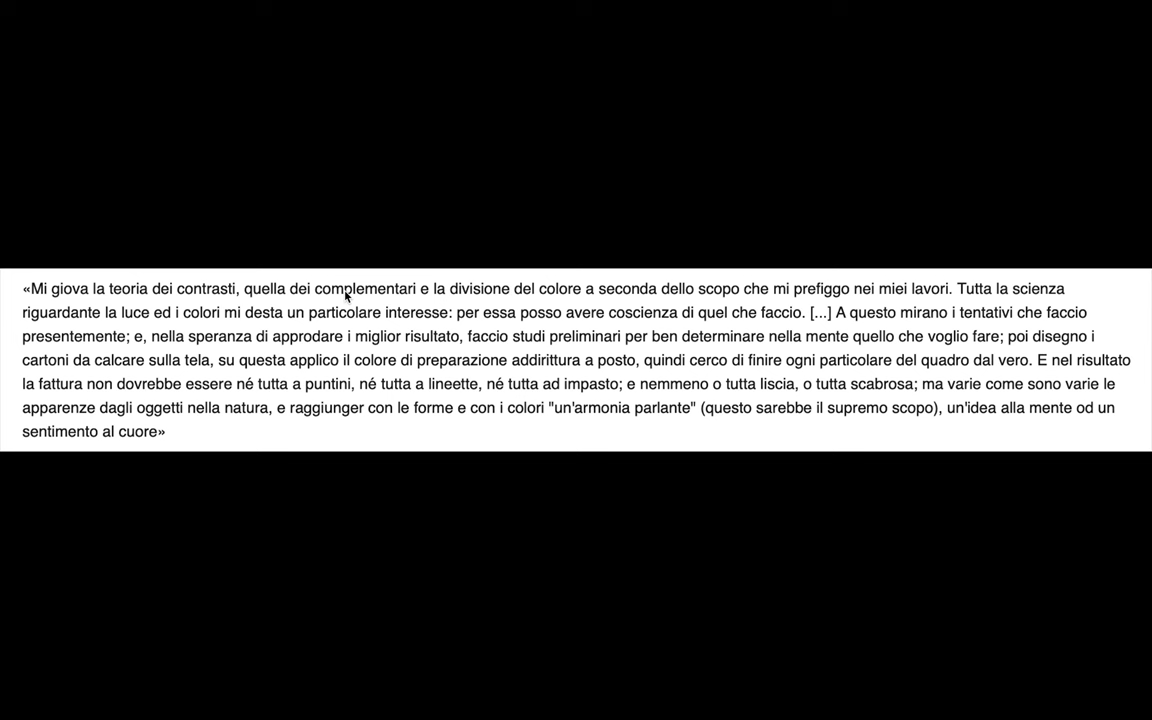 «Mi giova la teoria dei contrasti, quella dei complementari e la divisione del colore a seconda dello scopo che mi prefiggo nei miei lavori. Tutta la scienza
riguardante la luce ed i colori mi desta un particolare interesse: per essa posso avere coscienza di quel che faccio. [...] A questo mirano i tentativi che faccio
presentemente; e, nella speranza di approdare i miglior risultato, faccio studi preliminari per ben determinare nella mente quello che voglio fare; poi disegno i
cartoni da calcare sulla tela, su questa applico il colore di preparazione addirittura a posto, quindi cerco di finire ogni particolare del quadro dal vero. E nel risultato
la fattura non dovrebbe essere né tutta a puntini, né tutta a lineette, né tutta ad impasto; e nemmeno o tutta liscia, o tutta scabrosa; ma varie come sono varie le
apparenze dagli oggetti nella natura, e raggiunger con le forme e con i colori "un'armonia parlante" (questo sarebbe il supremo scopo), un'idea alla mente od un
sentimento al cuore»